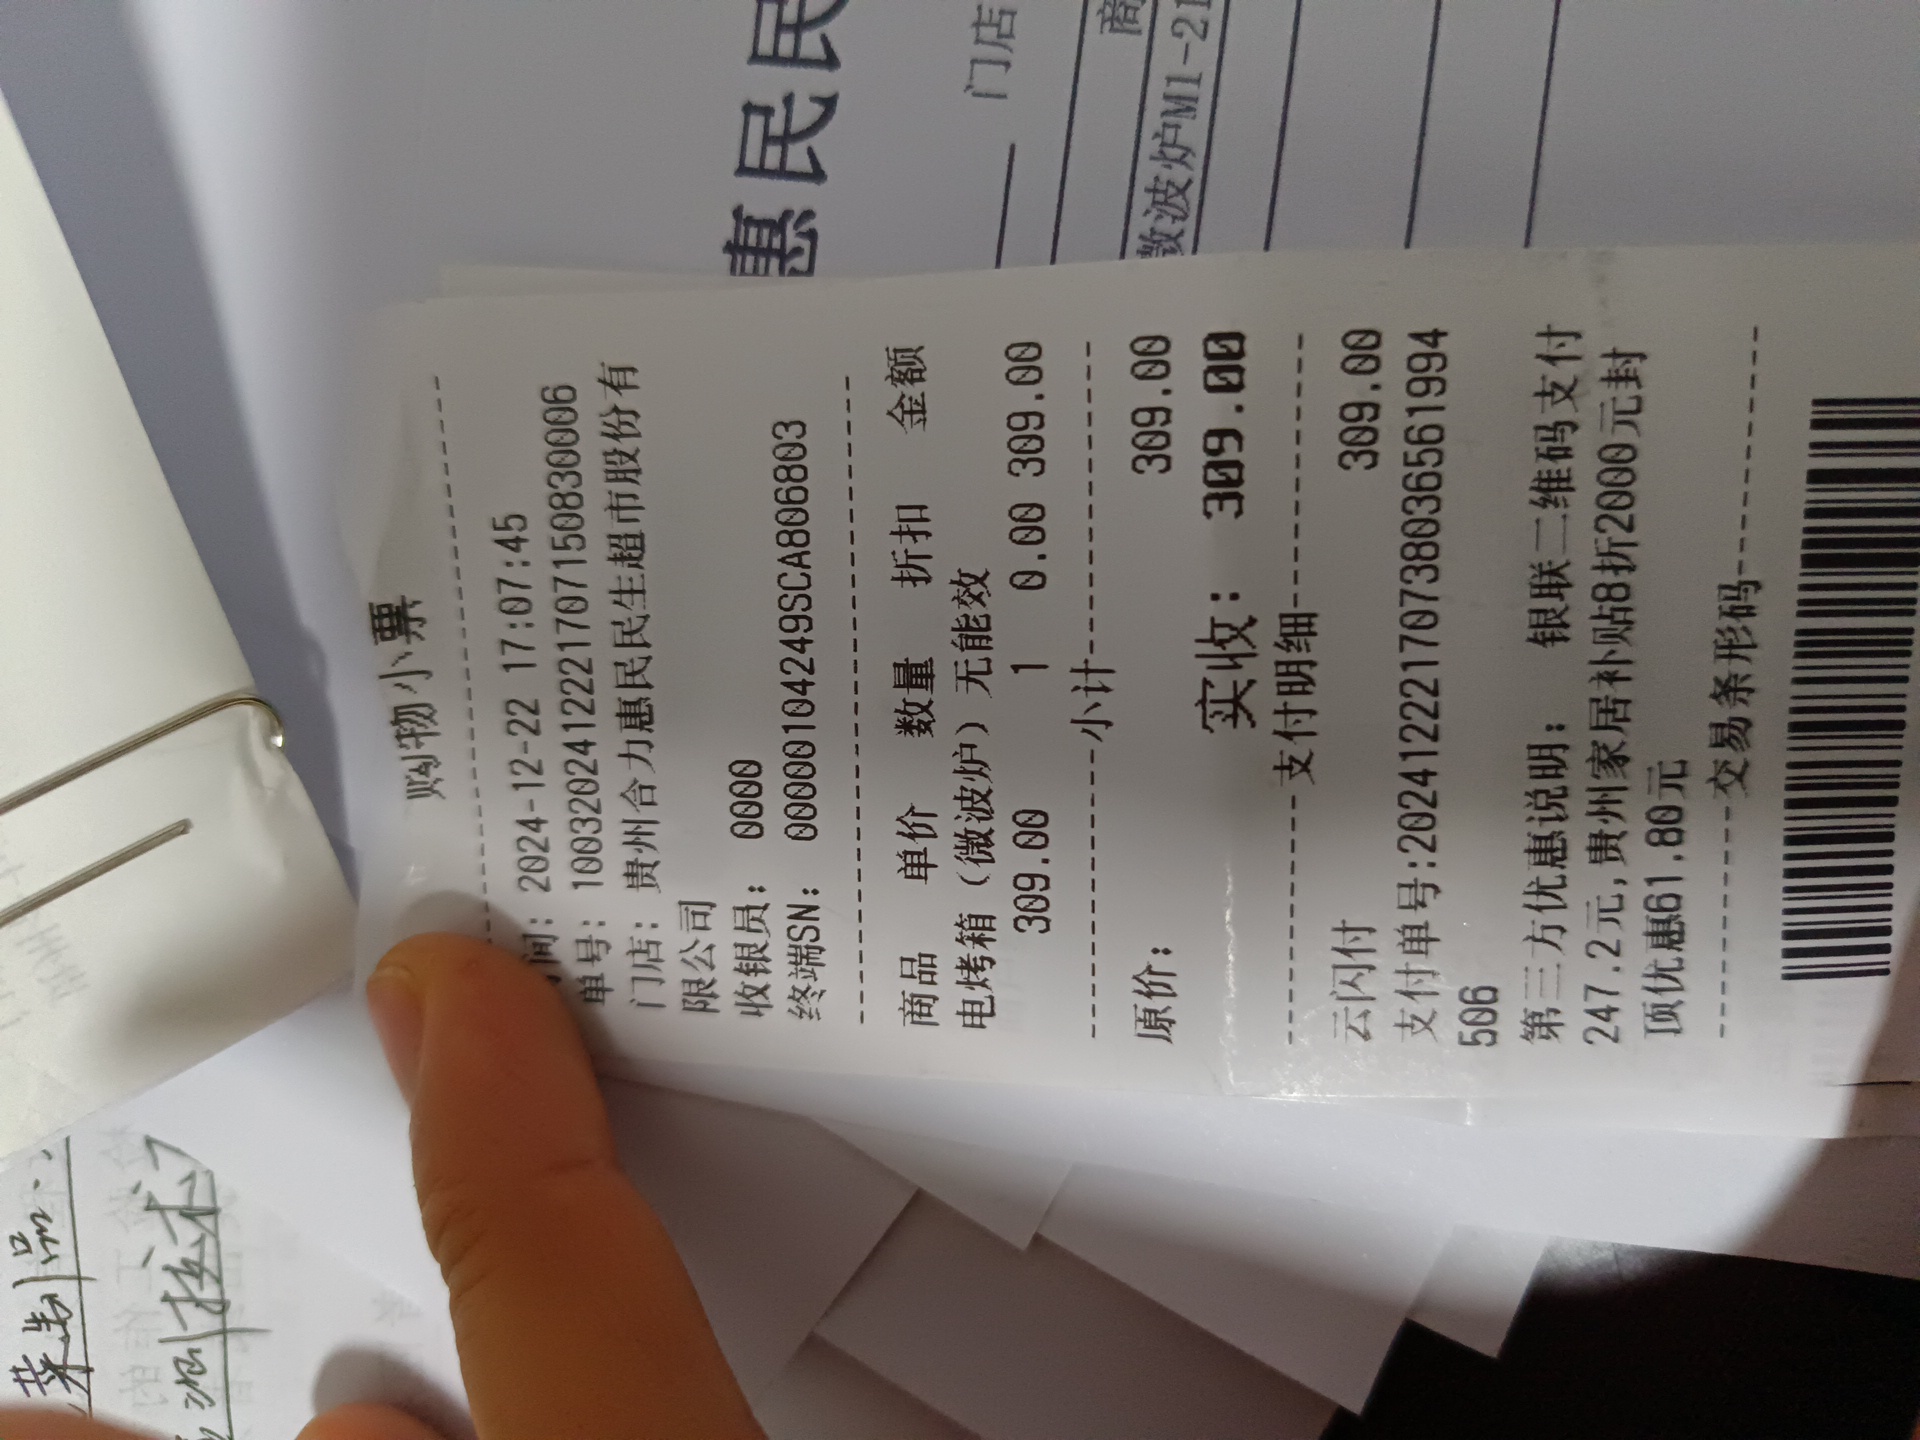 购物小票
间: 2024-12-22 17:07:45
单号: 1003202412221707150830006
门店: 贵州合力惠民民生超市股份有
限公司
收银员: 0000
终端SN: 00000104249SCA806803
商品 单价 数量 折扣 金额
电烤箱（微波炉）无能效
309.00 1 0.00 309.00
小计
原价: 309.00
实收: 309.00
支付明细
云闪付 309.00
支付单号:20241222170738036561994
506
第三方优惠说明: 银联二维码支付
247.2元,贵州家居补贴8折20000元封
顶优惠61.80元
交易条形码
惠民民
门店
商
微波炉M1-21